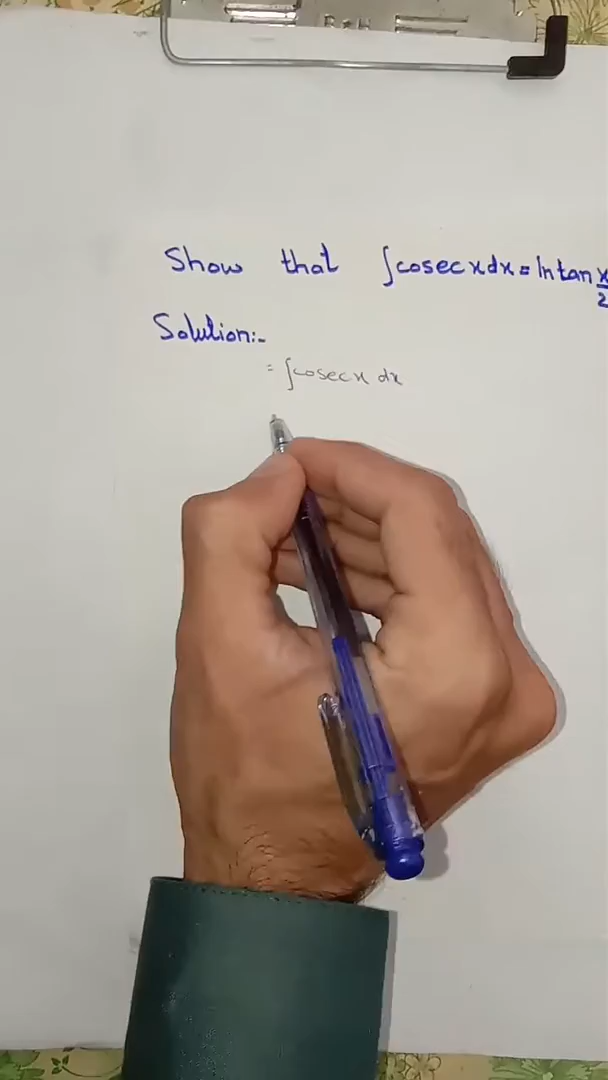 Show that ∫cosec x dx = ln tan x/2
Solution:-
= ∫cosec x dx